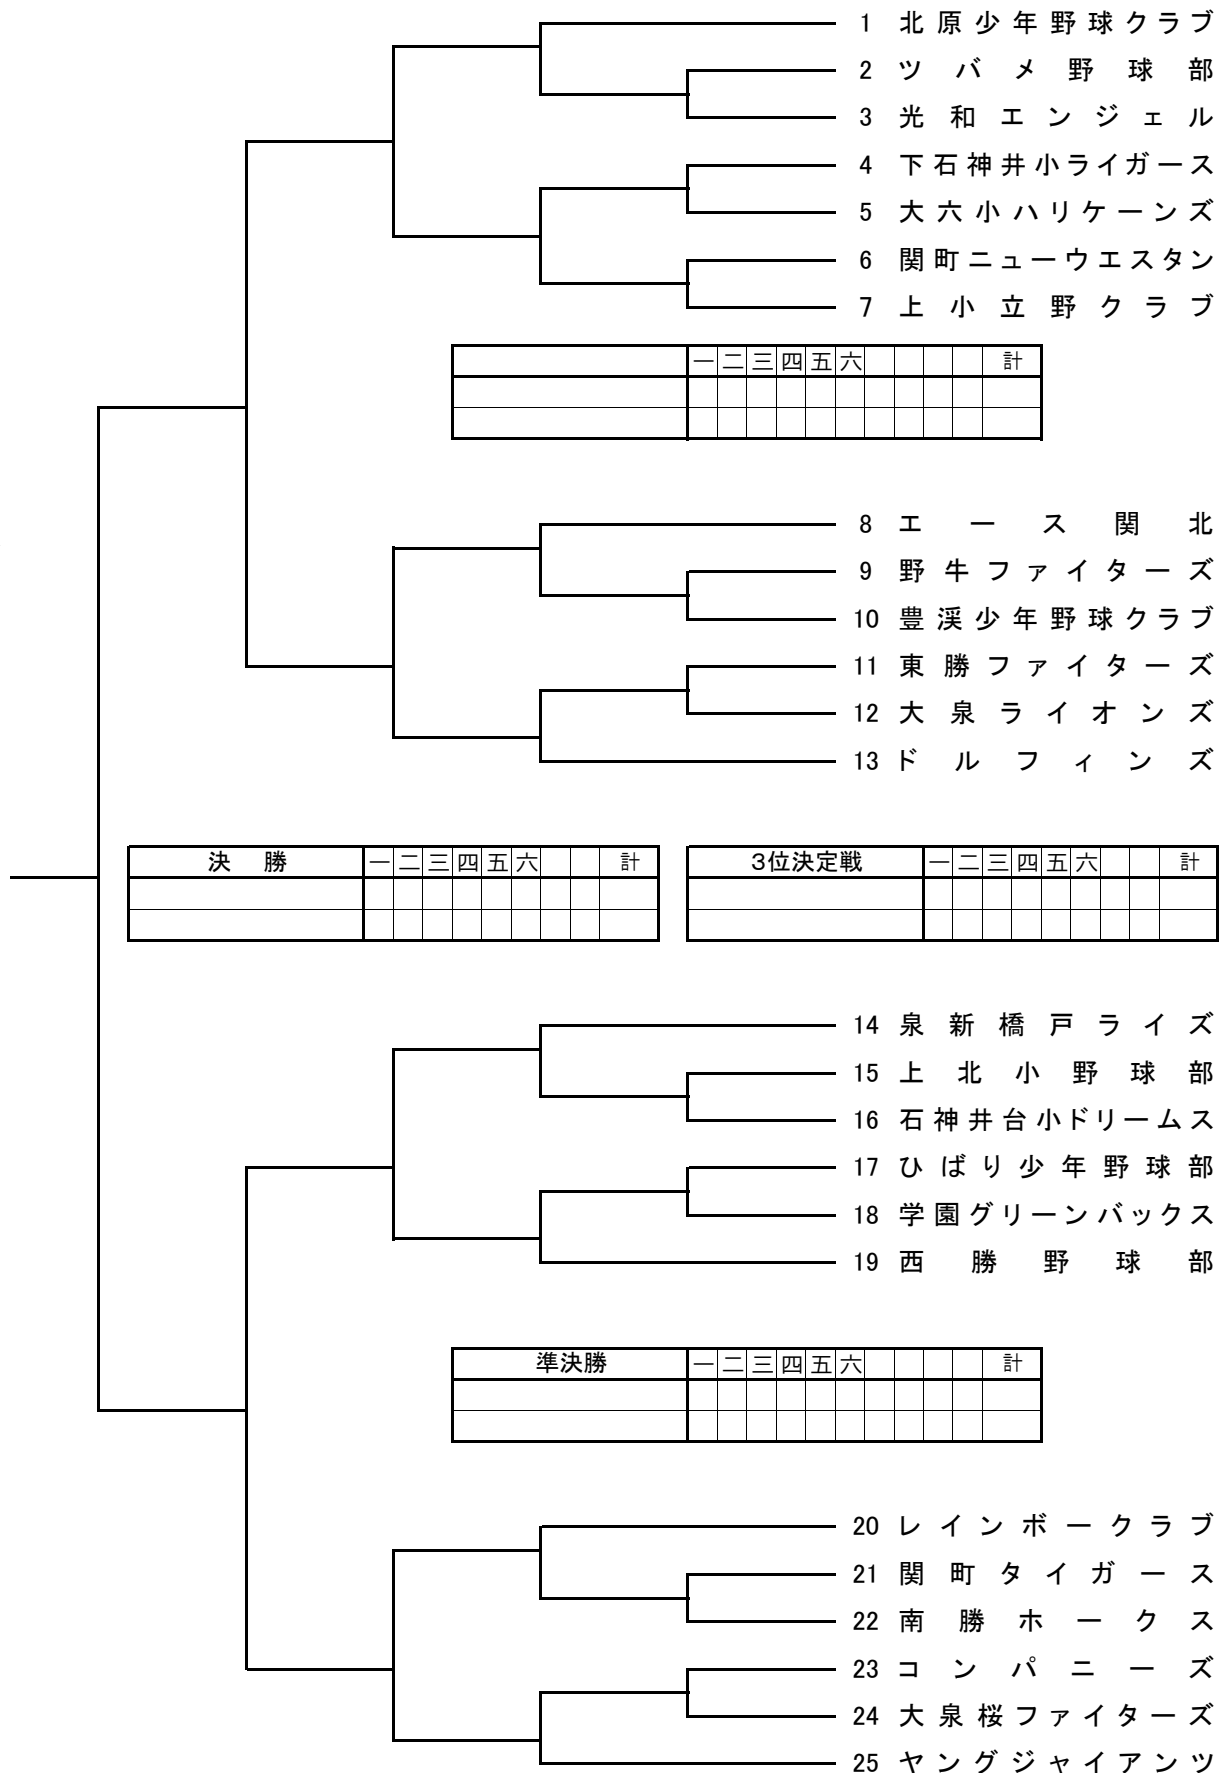 1 北原少年野球クラブ
2 ツバメ野球部
3 光和エンジェル
4 下石神井小ライガース
5 大六小ハリケーンズ
6 関町ニューウエスタン
7 上小立野クラブ
一 二 三 四 五 六 計
8 エース関北
9 野牛ファイターズ
10 豊渓少年野球クラブ
11 東勝ファイターズ
12 大泉ライオンズ
13 ドルフィンズ
決勝 一 二 三 四 五 六 計
3位決定戦 一 二 三 四 五 六 計
14 泉新橋戸ライズ
15 上北小野球部
16 石神井台小ドリームス
17 ひばり少年野球部
18 学園グリーンバックス
19 西勝野球部
準決勝 一 二 三 四 五 六 計
20 レインボークラブ
21 関町タイガース
22 南勝ホークス
23 コンパニーズ
24 大泉桜ファイターズ
25 ヤングジャイアンツ